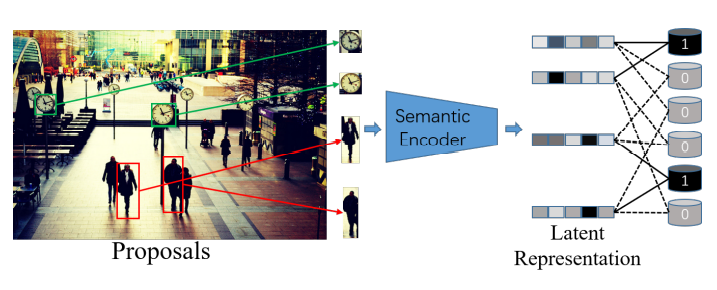 Semantic
Encoder
1
0
0
0
1
0
Proposals
Latent
Representation